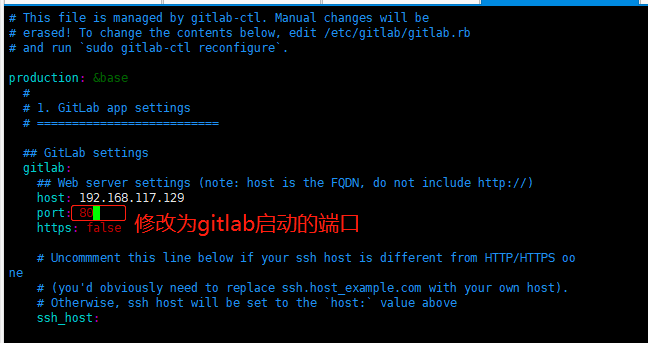 # This file is managed by gitlab-ctl. Manual changes will be
# erased! To change the contents below, edit /etc/gitlab/gitlab.rb
# and run `sudo gitlab-ctl reconfigure`.
production: &base
#
# 1. GitLab app settings
# ==========================
## GitLab settings
gitlab:
## Web server settings (note: host is the FQDN, do not include http://)
host: 192.168.117.129
port: 80
https: false 修改为gitlab启动的端口
# Uncommment this line below if your ssh host is different from HTTP/HTTPS oo
ne
# (you'd obviously need to replace ssh.host_example.com with your own host).
# Otherwise, ssh host will be set to the `host:` value above
ssh_host: